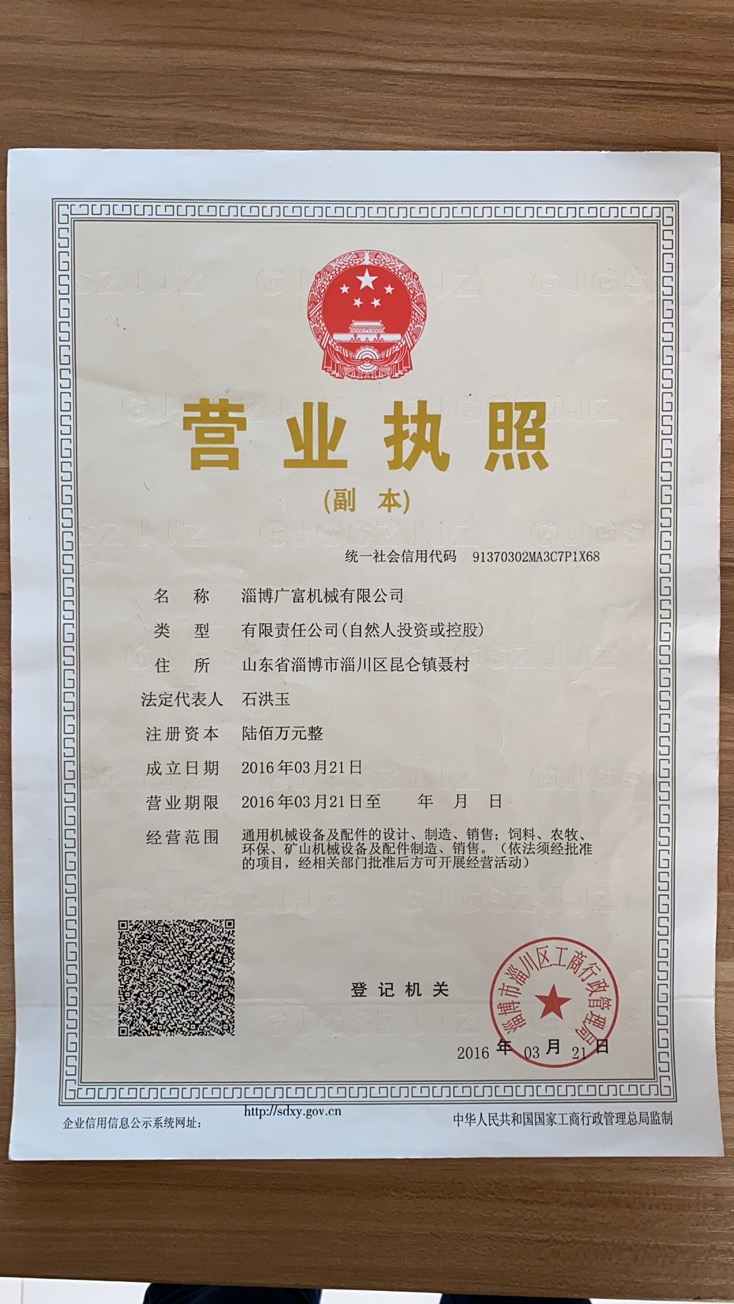 营业执照
(副 本)
统一社会信用代码 91370302MA3C7P1X68
名 称 淄博广富机械有限公司
类 型 有限责任公司(自然人投资或控股)
住 所 山东省淄博市淄川区昆仑镇聂村
法定代表人 石洪玉
注册资本 陆佰万元整
成立日期 2016年03月21日
营业期限 2016年03月21日至 年 月 日
经营范围 通用机械设备及配件的设计、制造、销售；饲料、农牧、
环保、矿山机械设备及配件制造、销售。（依法须经批准
的项目，经相关部门批准后方可开展经营活动）
登记机关
淄博市淄川区工商行政管理局
2016 年 03 月 21 日
企业信用信息公示系统网址： http://sdxy.gov.cn
中华人民共和国国家工商行政管理总局监制